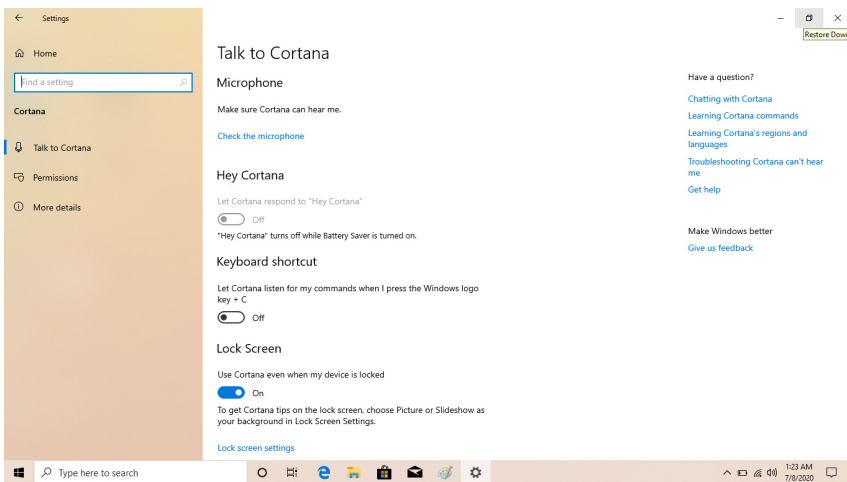 Settings
Restore Down
Home
Find a setting
Cortana
Talk to Cortana
Permissions
More details
Talk to Cortana
Microphone
Make sure Cortana can hear me.
Check the microphone
Hey Cortana
Let Cortana respond to "Hey Cortana"
Off
"Hey Cortana" turns off while Battery Saver is turned on.
Keyboard shortcut
Let Cortana listen for my commands when I press the Windows logo
key + C
Off
Lock Screen
Use Cortana even when my device is locked
On
To get Cortana tips on the lock screen, choose Picture or Slideshow as
your background in Lock Screen Settings.
Lock screen settings
Have a question?
Chatting with Cortana
Learning Cortana commands
Learning Cortana's regions and
languages
Troubleshooting Cortana can't hear
me
Get help
Make Windows better
Give us feedback
Type here to search
1:23 AM
7/8/2020